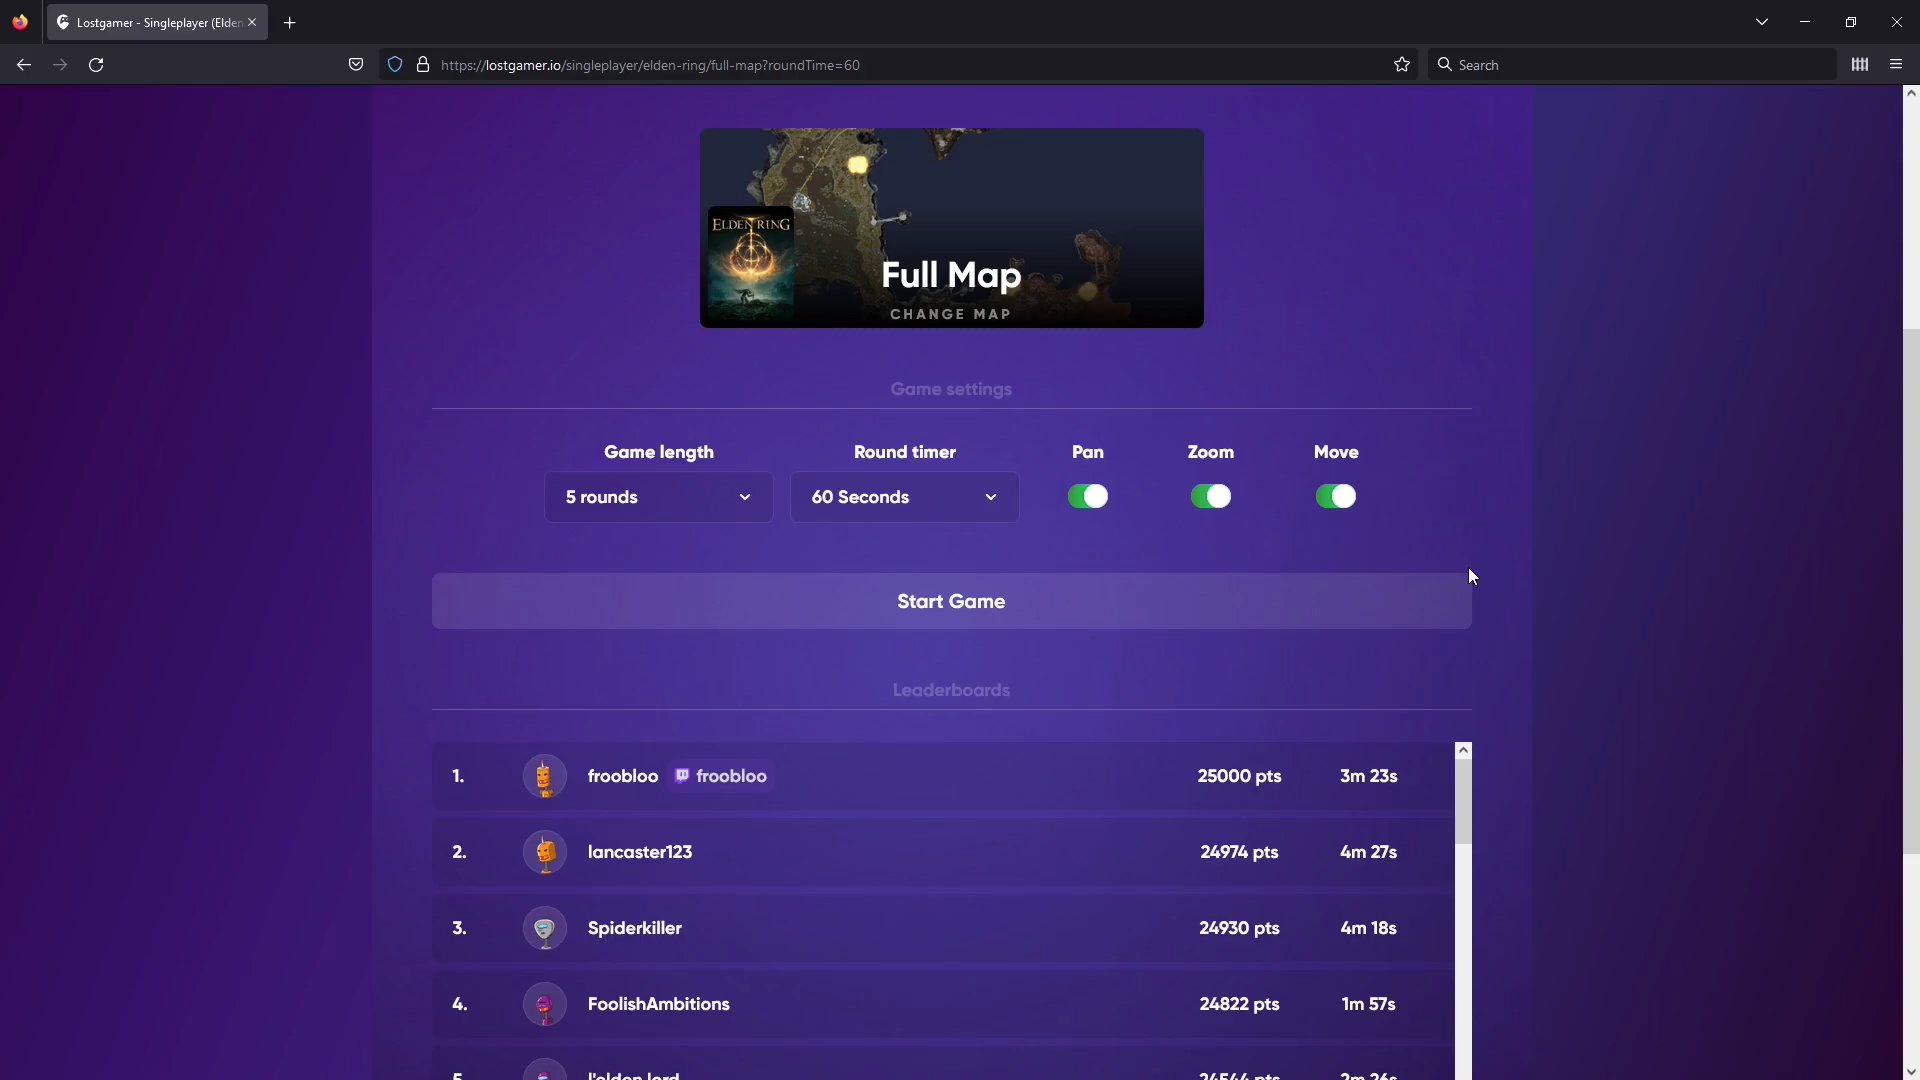 Lostgamer - Singleplayer (Elden
https://lostgamer.io/singleplayer/elden-ring/full-map?roundTime=60
Search
ELDEN RING
Full Map
CHANGE MAP
Game settings
Game length
Round timer
Pan
Zoom
Move
5 rounds
60 Seconds
Start Game
Leaderboards
1. froobloo froobloo 25000 pts 3m 23s
2. lancaster123 24974 pts 4m 27s
3. Spiderkiller 24930 pts 4m 18s
4. FoolishAmbitions 24822 pts 1m 57s